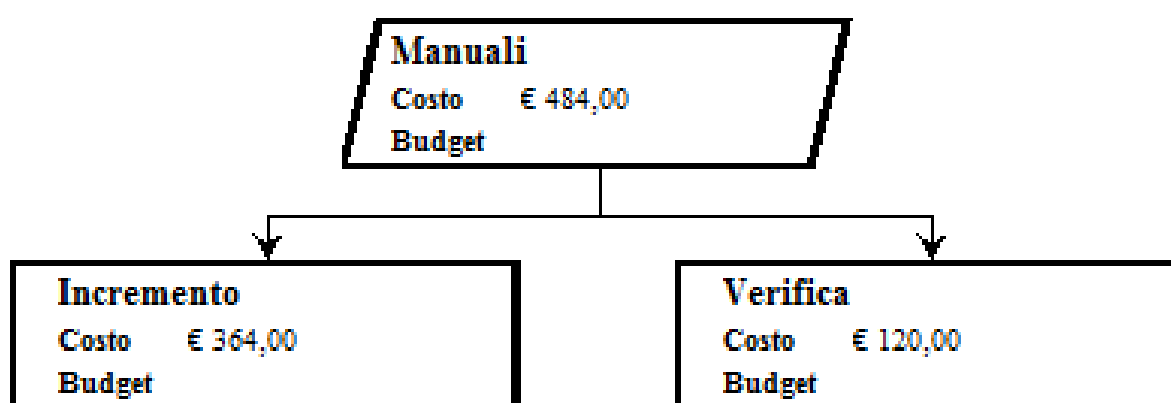 Manuali
Costo € 484,00
Budget
Incremento
Costo € 364,00
Budget
Verifica
Costo € 120,00
Budget